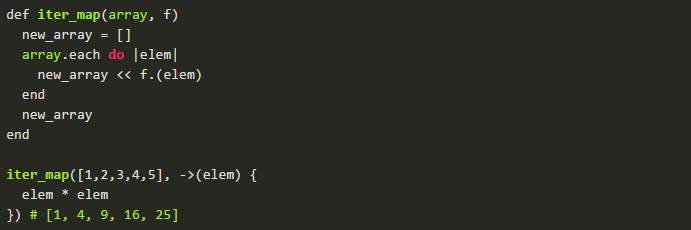 def iter_map(array, f)
  new_array = []
  array.each do |elem|
    new_array << f.(elem)
  end
  new_array
end

iter_map([1,2,3,4,5], ->(elem) {
  elem * elem
}) # [1, 4, 9, 16, 25]